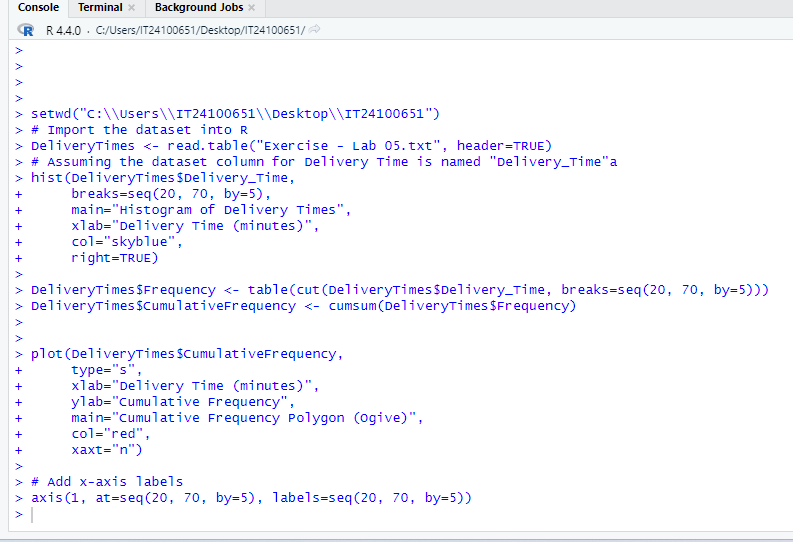 Console Terminal Background Jobs
R R 4.4.0 · C:/Users/IT24100651/Desktop/IT24100651/
>
>
>
>
> setwd("C:\\Users\\IT24100651\\Desktop\\IT24100651")
> # Import the dataset into R
> DeliveryTimes <- read.table("Exercise - Lab 05.txt", header=TRUE)
> # Assuming the dataset column for Delivery Time is named "Delivery_Time"a
> hist(DeliveryTimes$Delivery_Time,
+      breaks=seq(20, 70, by=5),
+      main="Histogram of Delivery Times",
+      xlab="Delivery Time (minutes)",
+      col="skyblue",
+      right=TRUE)
>
> DeliveryTimes$Frequency <- table(cut(DeliveryTimes$Delivery_Time, breaks=seq(20, 70, by=5)))
> DeliveryTimes$CumulativeFrequency <- cumsum(DeliveryTimes$Frequency)
>
>
> plot(DeliveryTimes$CumulativeFrequency,
+      type="s",
+      xlab="Delivery Time (minutes)",
+      ylab="Cumulative Frequency",
+      main="Cumulative Frequency Polygon (Ogive)",
+      col="red",
+      xaxt="n")
>
> # Add x-axis labels
> axis(1, at=seq(20, 70, by=5), labels=seq(20, 70, by=5))
>